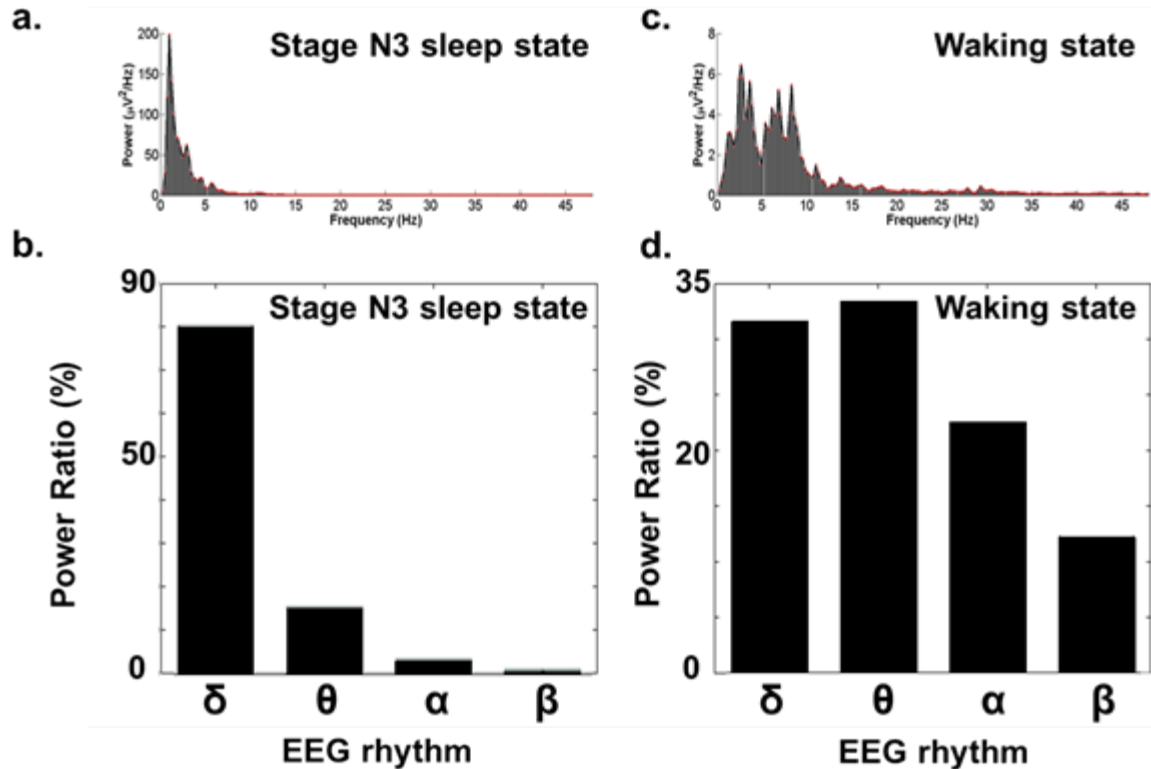 a.
Stage N3 sleep state
200
150
100
50
0
Power (μV²/Hz)
0 5 10 15 20 25 30 35 40 45
Frequency (Hz)
c.
Waking state
8
6
4
2
0
Power (μV²/Hz)
0 5 10 15 20 25 30 35 40 45
Frequency (Hz)
b.
Stage N3 sleep state
90
50
0
Power Ratio (%)
δ θ α β
EEG rhythm
d.
Waking state
35
20
0
Power Ratio (%)
δ θ α β
EEG rhythm